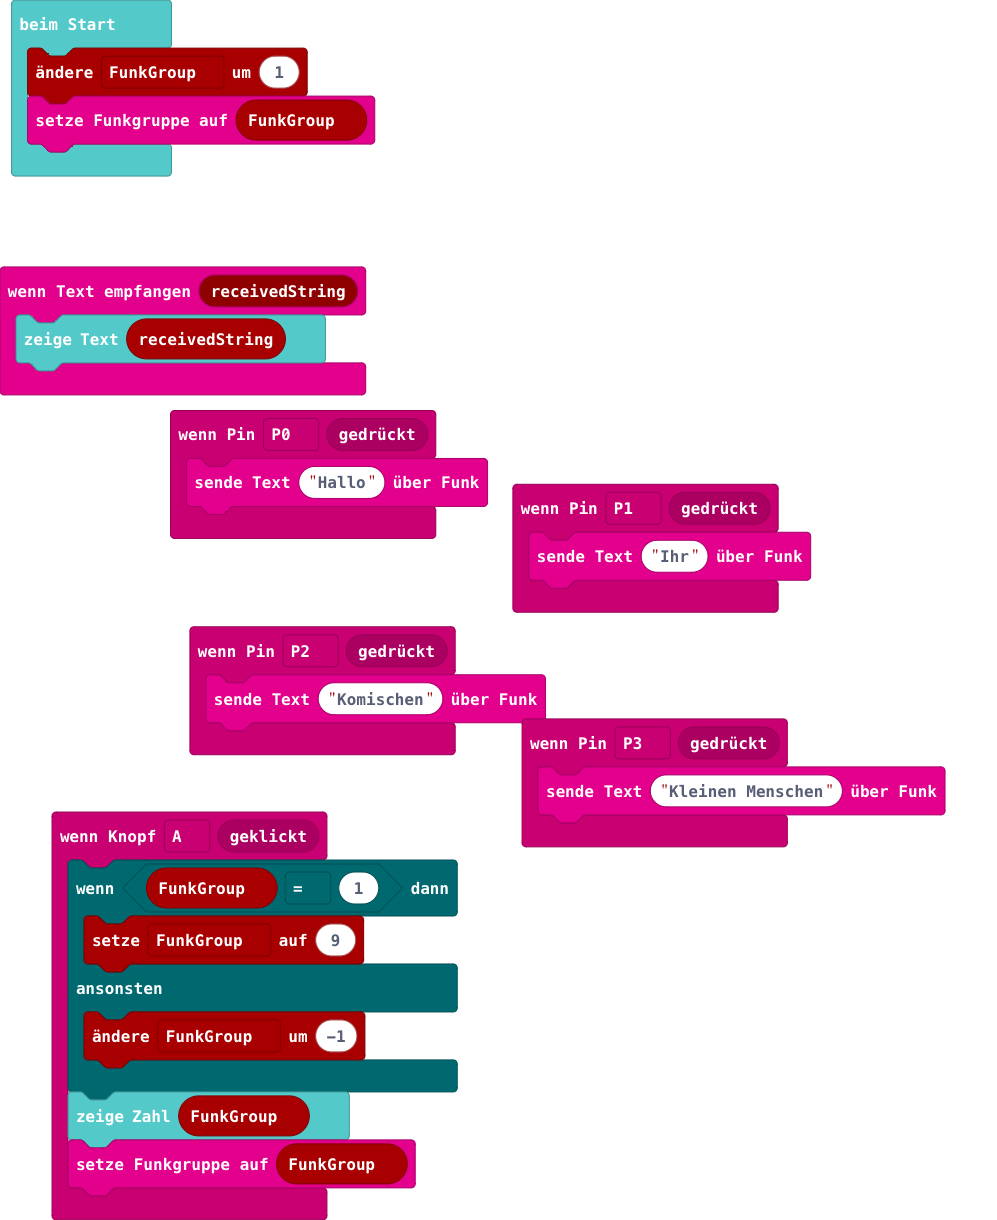 beim Start
ändere FunkGroup um 1
setze Funkgruppe auf FunkGroup
wenn Text empfangen receivedString
zeige Text receivedString
wenn Pin P0 gedrückt
sende Text "Hallo" über Funk
wenn Pin P1 gedrückt
sende Text "Ihr" über Funk
wenn Pin P2 gedrückt
sende Text "Komischen" über Funk
wenn Pin P3 gedrückt
sende Text "Kleinen Menschen" über Funk
wenn Knopf A geklickt
wenn FunkGroup = 1 dann
setze FunkGroup auf 9
ansonsten
ändere FunkGroup um −1
zeige Zahl FunkGroup
setze Funkgruppe auf FunkGroup